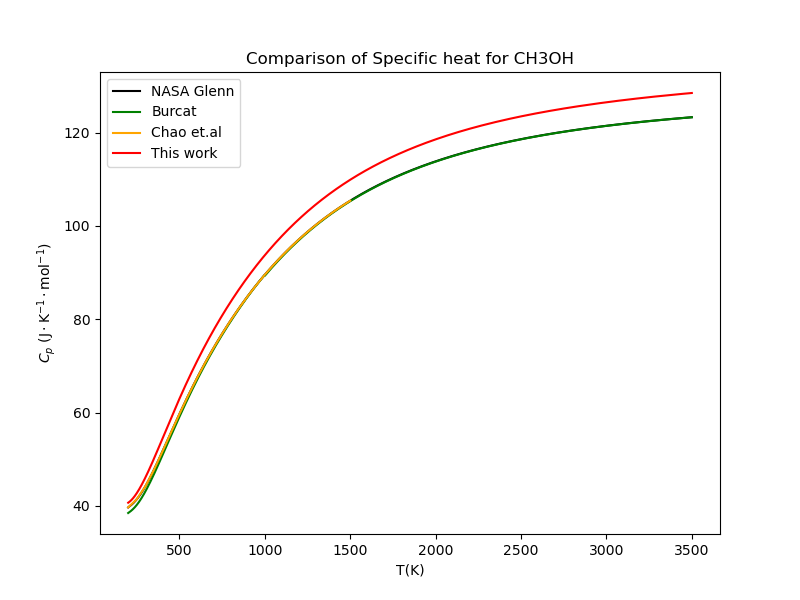 Comparison of Specific heat for CH3OH
NASA Glenn
Burcat
Chao et.al
This work
120
100
80
60
40
C_p (J · K⁻¹ · mol⁻¹)
500 1000 1500 2000 2500 3000 3500
T(K)